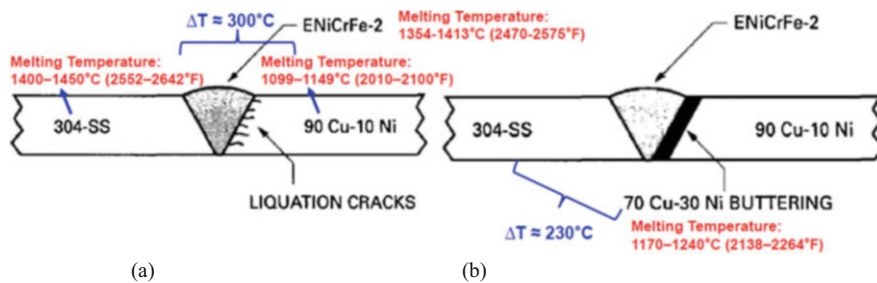 ΔT ≈ 300°C
ENiCrFe-2
Melting Temperature:
1354-1413°C (2470-2575°F)
Melting Temperature:
1400–1450°C (2552–2642°F)
Melting Temperature:
1099–1149°C (2010–2100°F)
304-SS
90 Cu-10 Ni
LIQUATION CRACKS
(a)
ENiCrFe-2
304-SS
90 Cu-10 Ni
70 Cu-30 Ni BUTTERING
ΔT ≈ 230°C
Melting Temperature:
1170–1240°C (2138–2264°F)
(b)